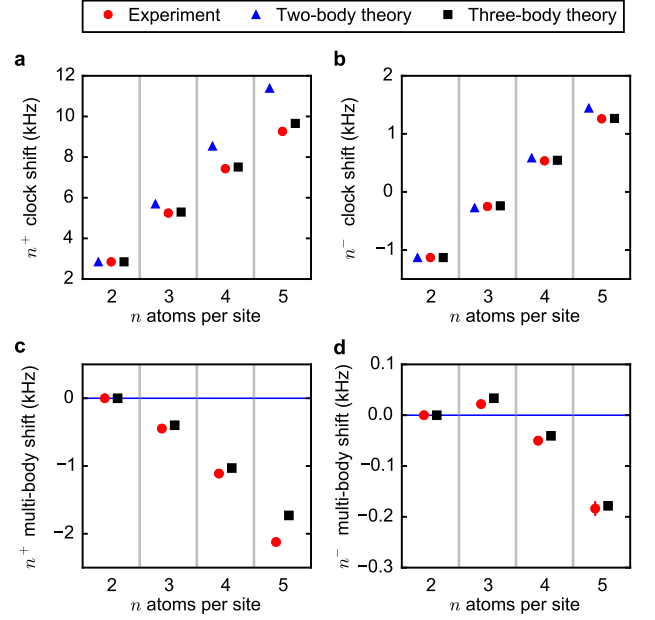 Experiment Two-body theory Three-body theory
a
12
10
8
6
4
2
n⁺ clock shift (kHz)
2 3 4 5
n atoms per site
b
2
1
0
−1
n⁻ clock shift (kHz)
2 3 4 5
n atoms per site
c
0
−1
−2
n⁺ multi-body shift (kHz)
2 3 4 5
n atoms per site
d
0.1
0.0
−0.1
−0.2
−0.3
n⁻ multi-body shift (kHz)
2 3 4 5
n atoms per site